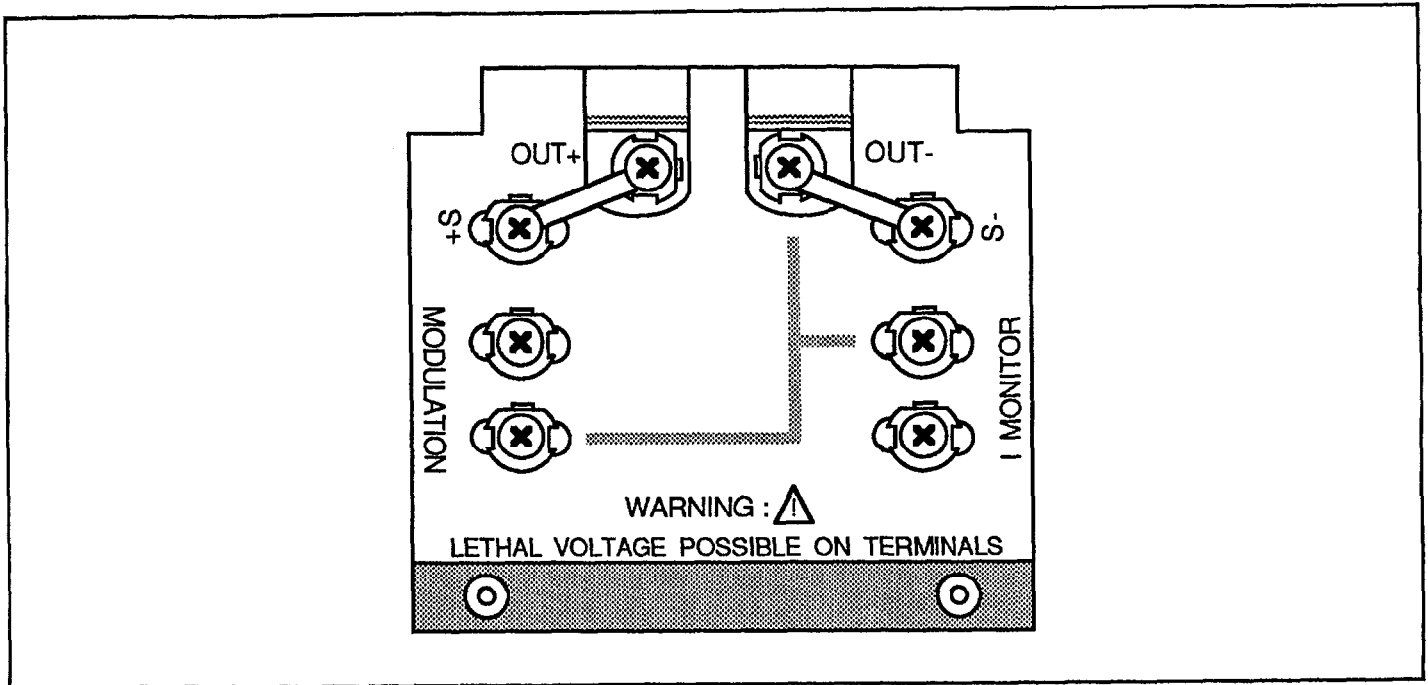 OUT+
OUT-
+S
S-
MODULATION
I MONITOR
WARNING : ⚠
LETHAL VOLTAGE POSSIBLE ON TERMINALS